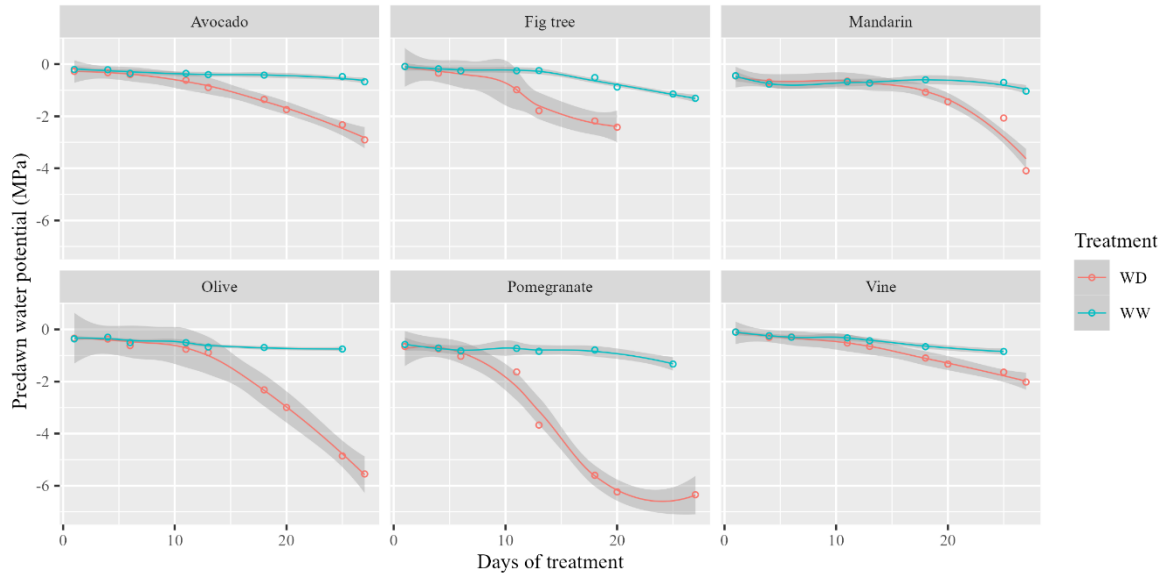 Avocado Fig tree Mandarin
0
-2
-4
-6
Predawn water potential (MPa)
Treatment
WD
WW
Olive Pomegranate Vine
0
-2
-4
-6
0 10 20 0 10 20 0 10 20
Days of treatment